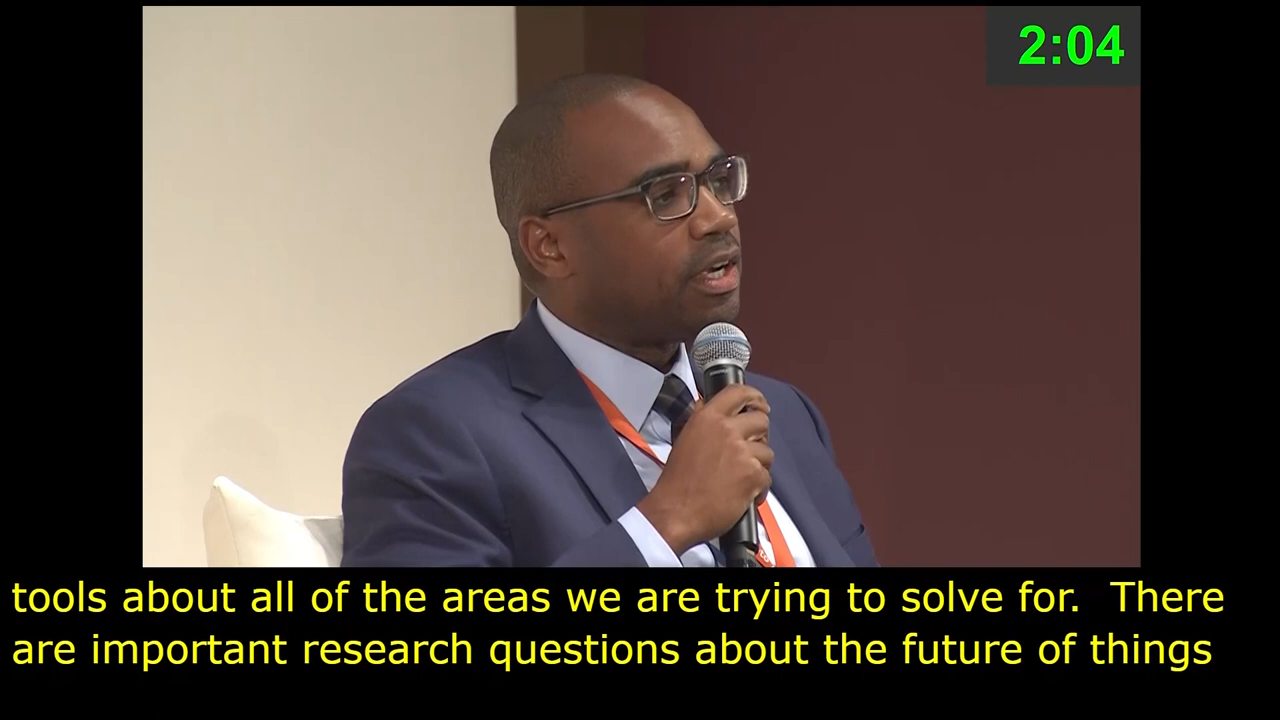 2:04
tools about all of the areas we are trying to solve for.  There
are important research questions about the future of things